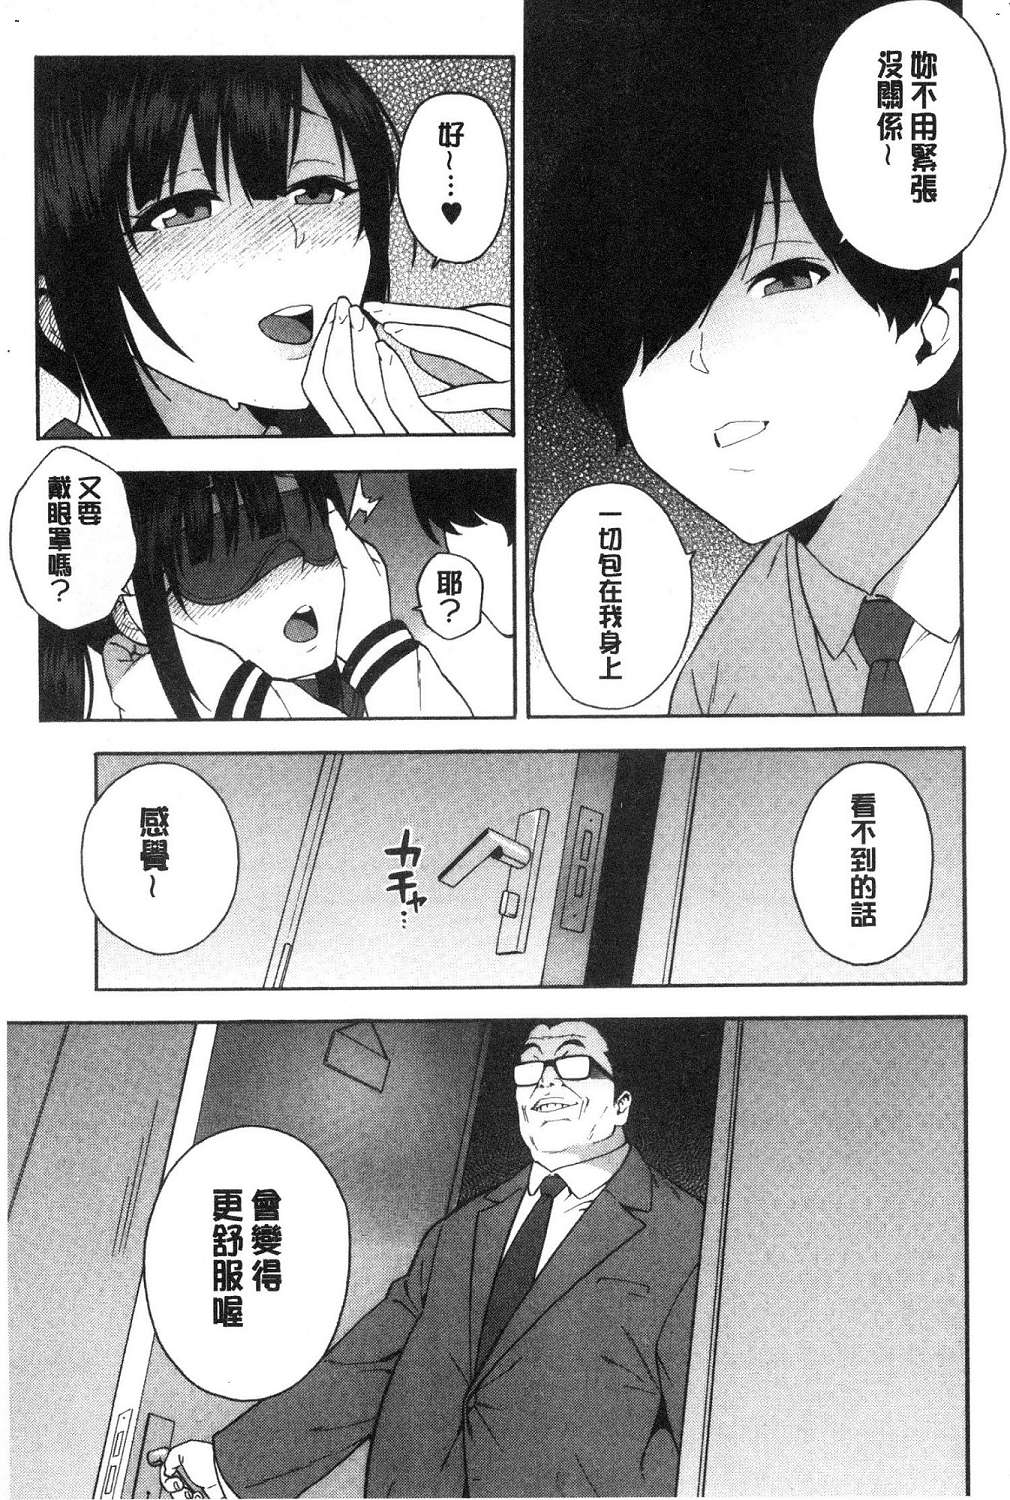 妳不用緊張
沒關係~
一切包在我身上
好~……♥
耶?
又要
戴眼罩嗎?
看不到的話
カチャ…
感覺~
會變得
更舒服喔